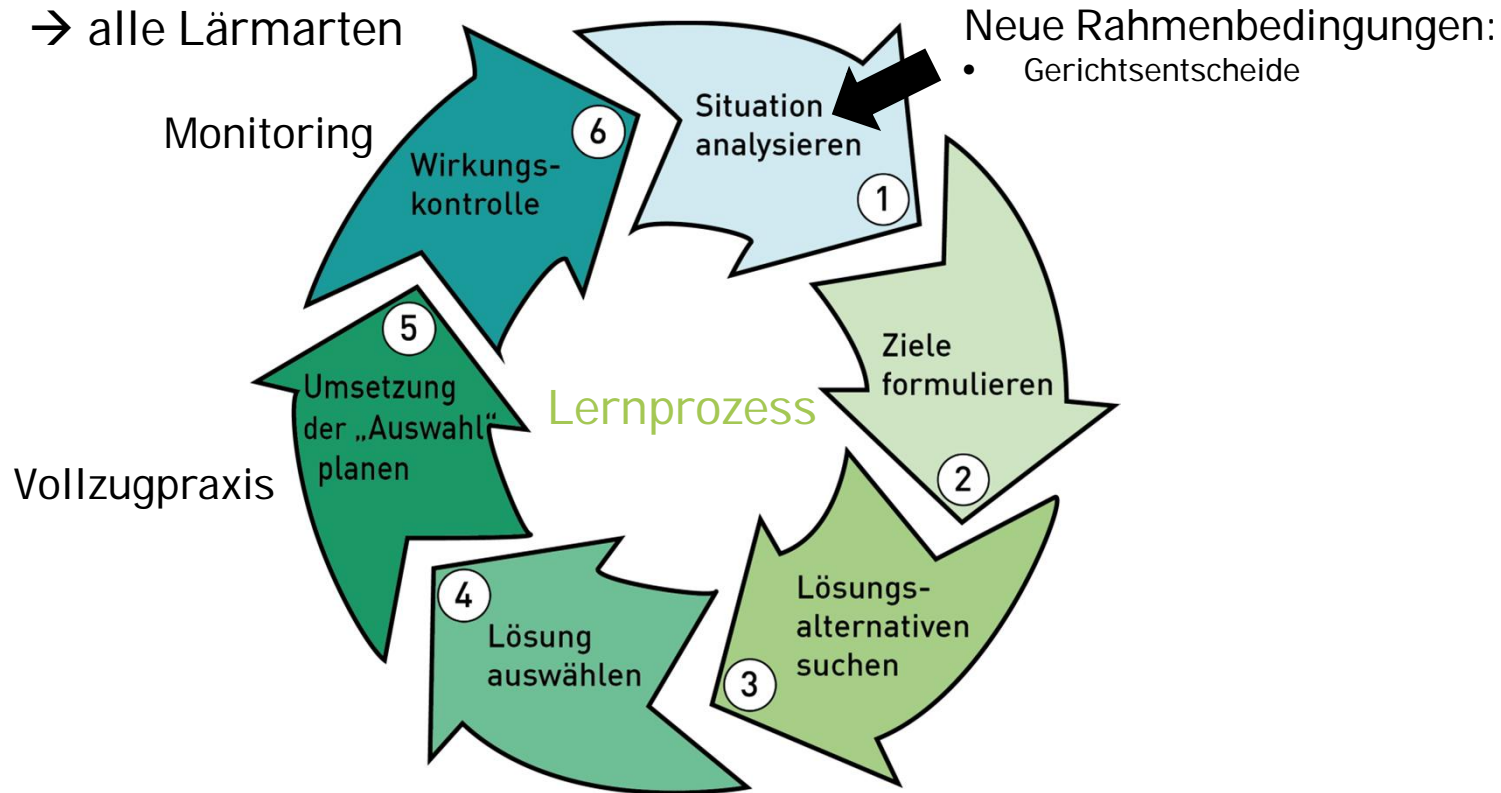 → alle Lärmarten
Neue Rahmenbedingungen:
• Gerichtsentscheide
Monitoring
Situation
analysieren
1
Ziele
formulieren
2
Lösungs-
alternativen
suchen
3
Lösung
auswählen
4
Vollzugpraxis
Umsetzung
der „Auswahl“
planen
5
Wirkungs-
kontrolle
6
Lernprozess